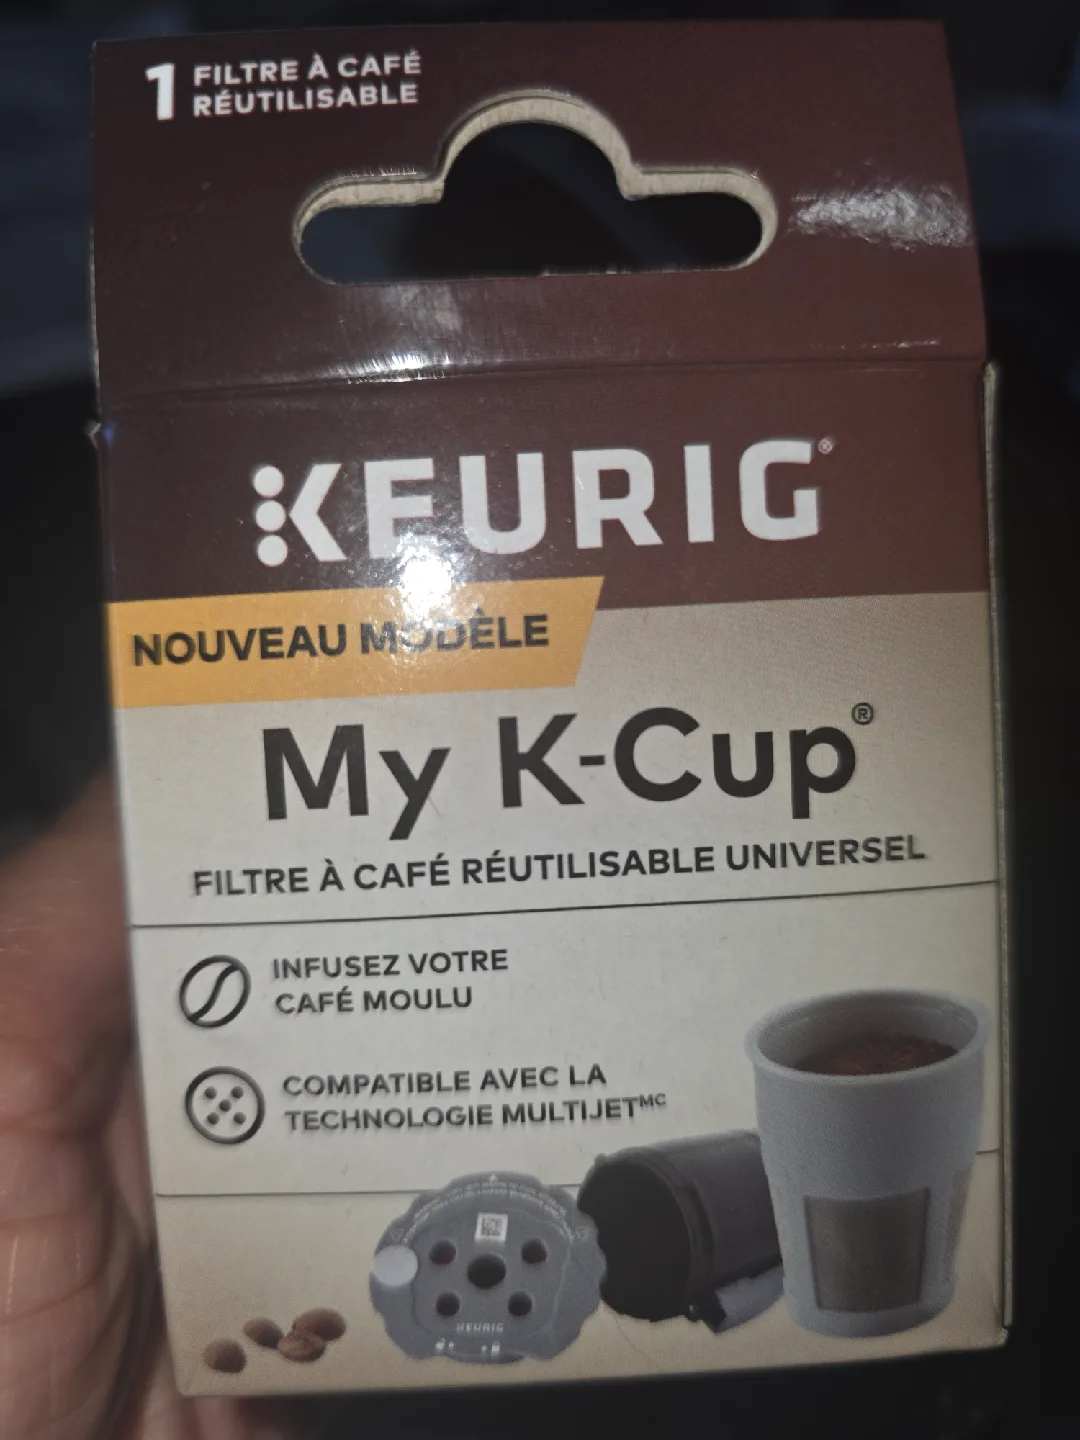 1 FILTRE À CAFÉ
RÉUTILISABLE
KEURIG®
NOUVEAU MODÈLE
My K-Cup®
FILTRE À CAFÉ RÉUTILISABLE UNIVERSEL
INFUSEZ VOTRE
CAFÉ MOULU
COMPATIBLE AVEC LA
TECHNOLOGIE MULTIJETMC
KEURIG